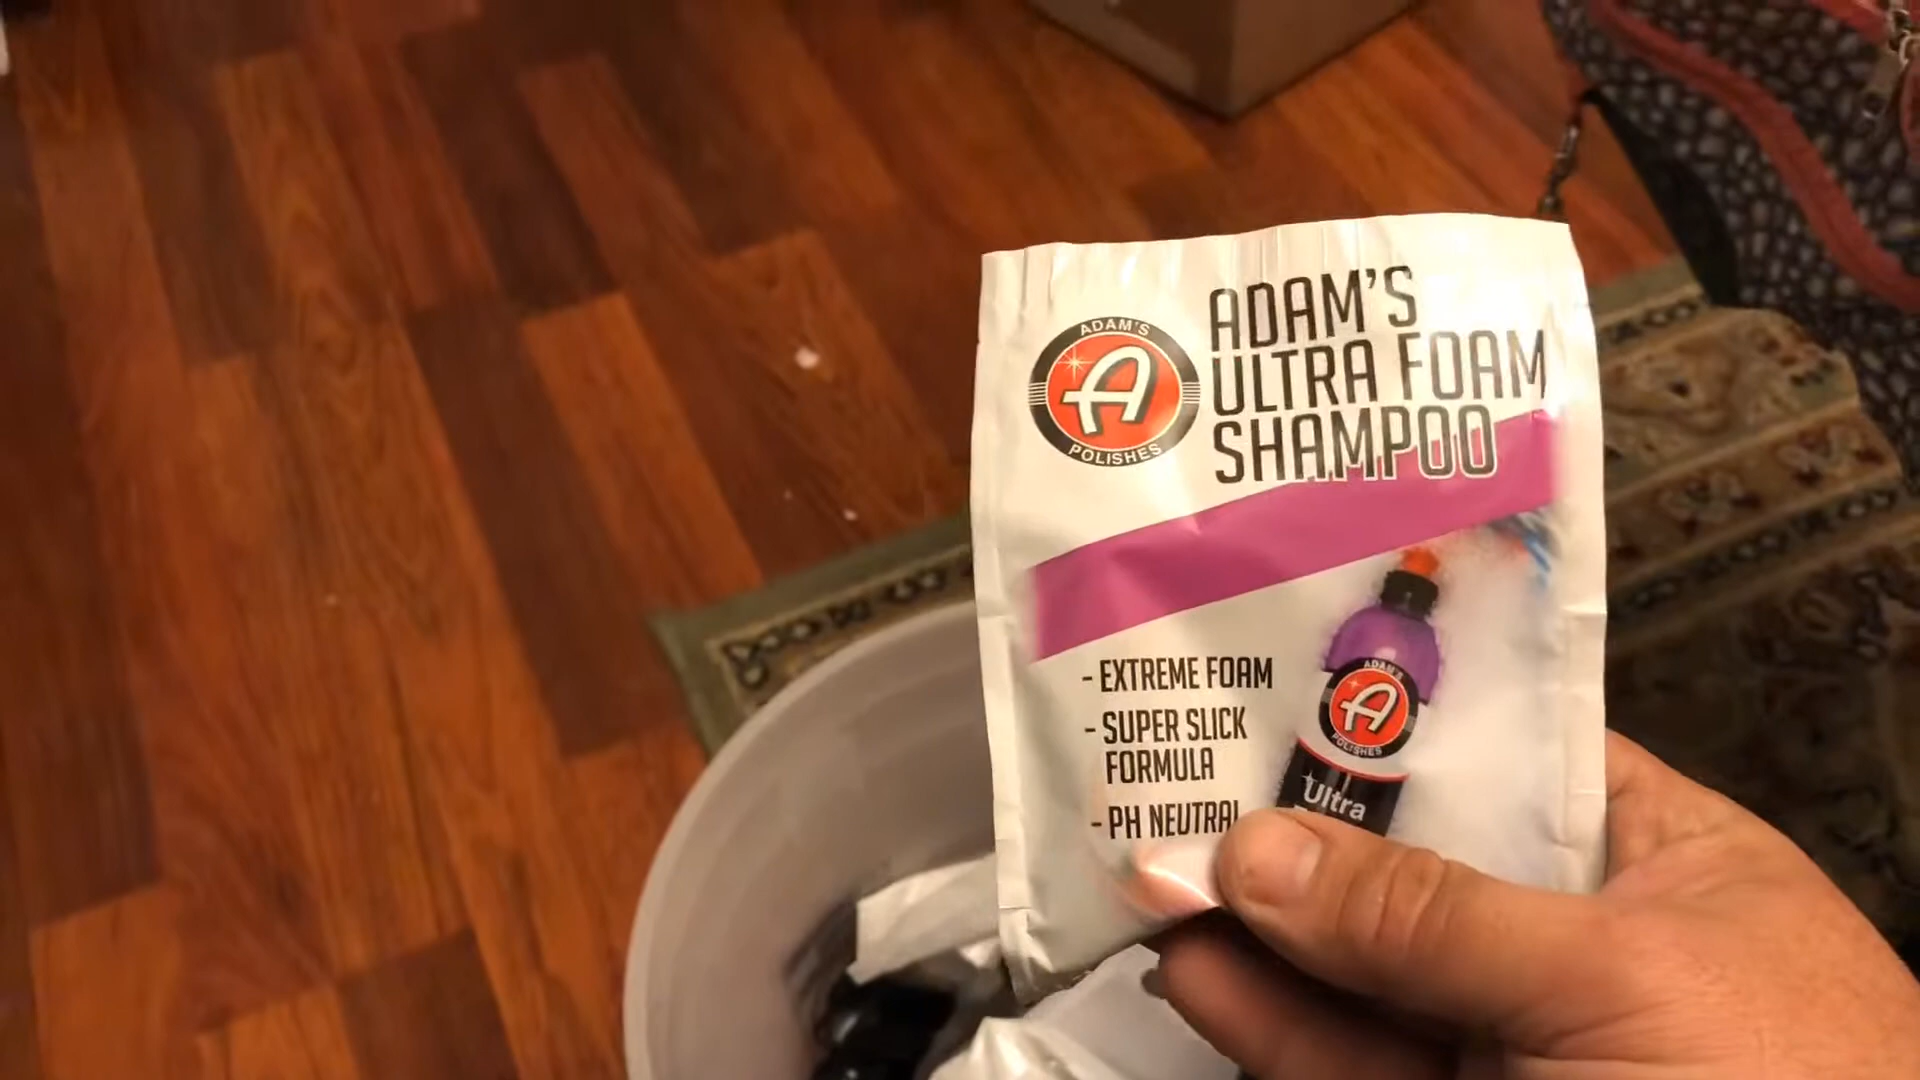 ADAM'S
ULTRA FOAM
SHAMPOO
ADAM'S
A
POLISHES
- EXTREME FOAM
- SUPER SLICK
FORMULA
- PH NEUTRAL
ADAM'S
A
POLISHES
Ultra